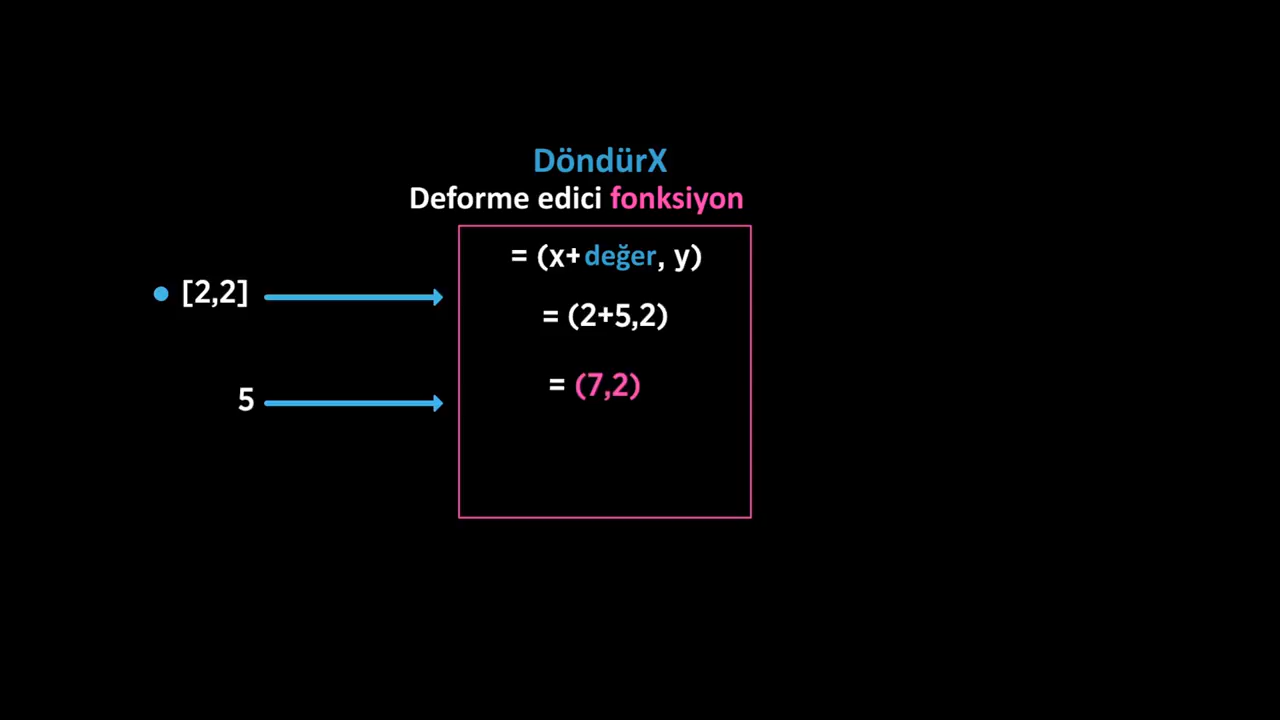 DöndürX
Deforme edici fonksiyon
= (x+değer, y)
[2,2]
= (2+5,2)
= (7,2)
5